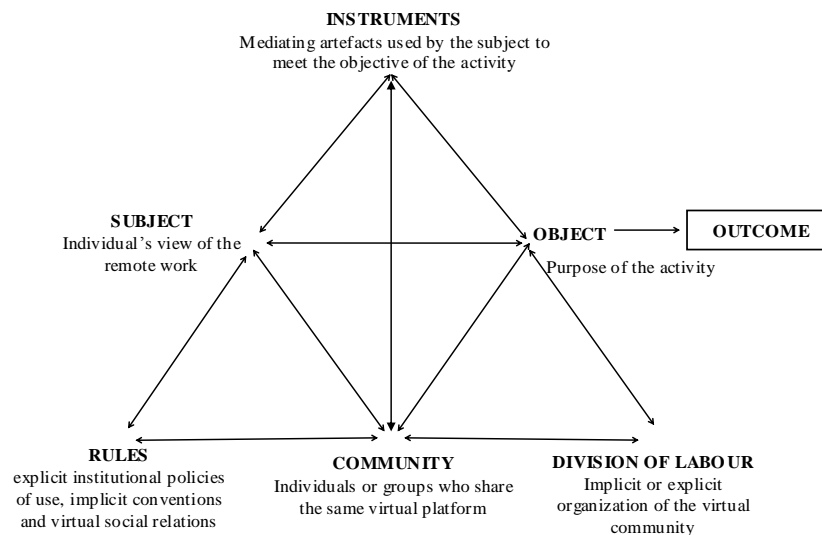 INSTRUMENTS
Mediating artefacts used by the subject to
meet the objective of the activity
SUBJECT
Individual's view of the
remote work
OBJECT
Purpose of the activity
OUTCOME
RULES
explicit institutional policies
of use, implicit conventions
and virtual social relations
COMMUNITY
Individuals or groups who share
the same virtual platform
DIVISION OF LABOUR
Implicit or explicit
organization of the virtual
community